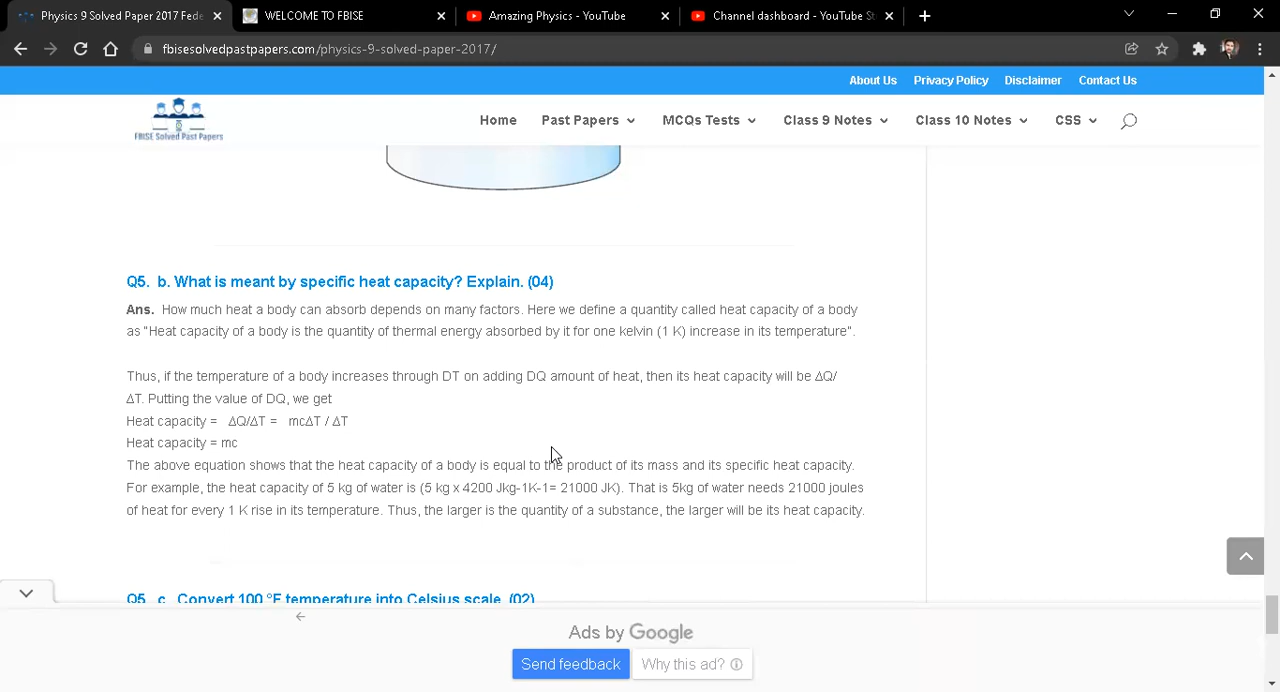 Physics 9 Solved Paper 2017 Fede
WELCOME TO FBISE
Amazing Physics - YouTube
Channel dashboard - YouTube St
fbisesolvedpastpapers.com/physics-9-solved-paper-2017/
About Us Privacy Policy Disclaimer Contact Us
FBISE Solved Past Papers
Home Past Papers MCQs Tests Class 9 Notes Class 10 Notes CSS
Q5. b. What is meant by specific heat capacity? Explain. (04)
Ans. How much heat a body can absorb depends on many factors. Here we define a quantity called heat capacity of a body
as "Heat capacity of a body is the quantity of thermal energy absorbed by it for one kelvin (1 K) increase in its temperature".
Thus, if the temperature of a body increases through DT on adding DQ amount of heat, then its heat capacity will be ΔQ/
ΔT. Putting the value of DQ, we get
Heat capacity = ΔQ/ΔT = mcΔT / ΔT
Heat capacity = mc
The above equation shows that the heat capacity of a body is equal to the product of its mass and its specific heat capacity.
For example, the heat capacity of 5 kg of water is (5 kg x 4200 Jkg-1K-1= 21000 JK). That is 5kg of water needs 21000 joules
of heat for every 1 K rise in its temperature. Thus, the larger is the quantity of a substance, the larger will be its heat capacity.
Q5. c. Convert 100 °F temperature into Celsius scale. (02)
Ads by Google
Send feedback Why this ad?